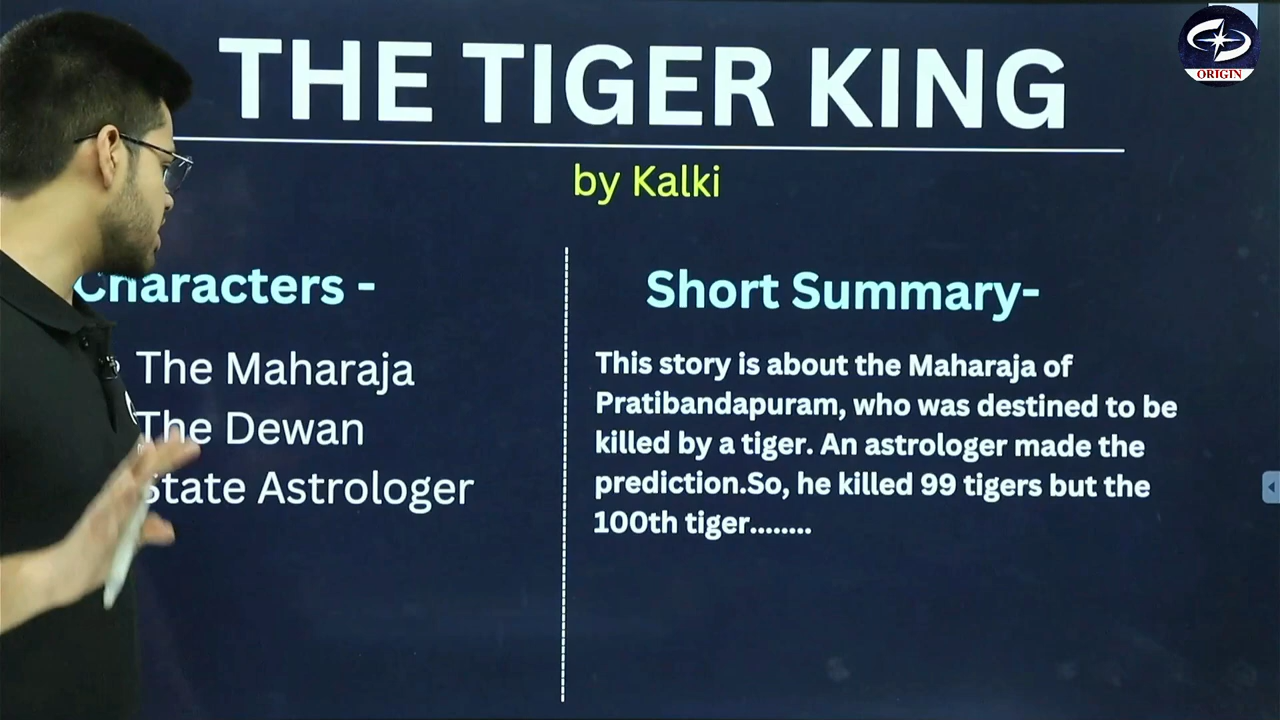 THE TIGER KING
ORIGIN
by Kalki
Characters -
The Maharaja
The Dewan
State Astrologer
Short Summary-
This story is about the Maharaja of
Pratibandapuram, who was destined to be
killed by a tiger. An astrologer made the
prediction.So, he killed 99 tigers but the
100th tiger........